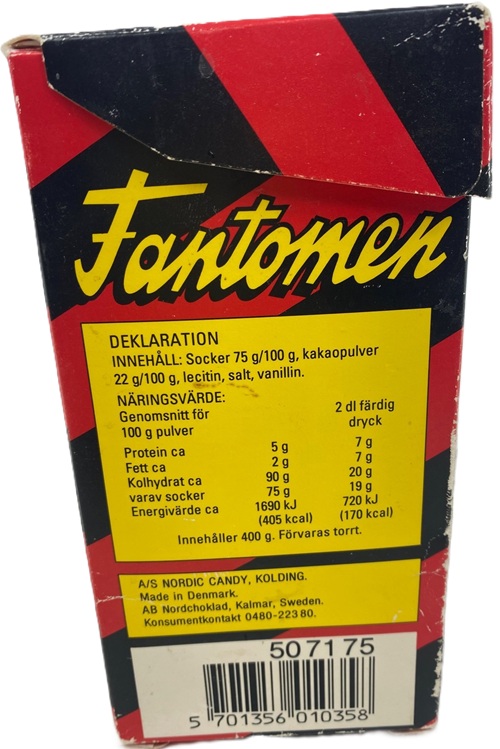 Fantomen
DEKLARATION
INNEHÅLL: Socker 75 g/100 g, kakaopulver
22 g/100 g, lecitin, salt, vanillin.
NÄRINGSVÄRDE:
Genomsnitt för 2 dl färdig
100 g pulver dryck
Protein ca 5 g 7 g
Fett ca 2 g 7 g
Kolhydrat ca 90 g 20 g
varav socker 75 g 19 g
Energivärde ca 1690 kJ 720 kJ
(405 kcal) (170 kcal)
Innehåller 400 g. Förvaras torrt.
A/S NORDIC CANDY, KOLDING.
Made in Denmark.
AB Nordchoklad, Kalmar, Sweden.
Konsumentkontakt 0480-223 80.
507175
5 701356 010358